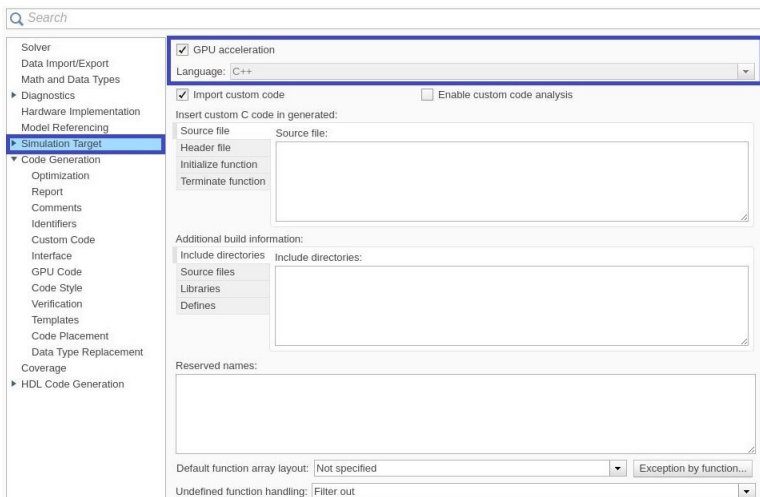 Search
Solver
Data Import/Export
Math and Data Types
Diagnostics
Hardware Implementation
Model Referencing
Simulation Target
Code Generation
Optimization
Report
Comments
Identifiers
Custom Code
Interface
GPU Code
Code Style
Verification
Templates
Code Placement
Data Type Replacement
Coverage
HDL Code Generation
GPU acceleration
Language: C++
Import custom code Enable custom code analysis
Insert custom C code in generated:
Source file
Header file
Initialize function
Terminate function
Source file:
Additional build information:
Include directories
Source files
Libraries
Defines
Include directories:
Reserved names:
Default function array layout: Not specified Exception by function...
Undefined function handling: Filter out